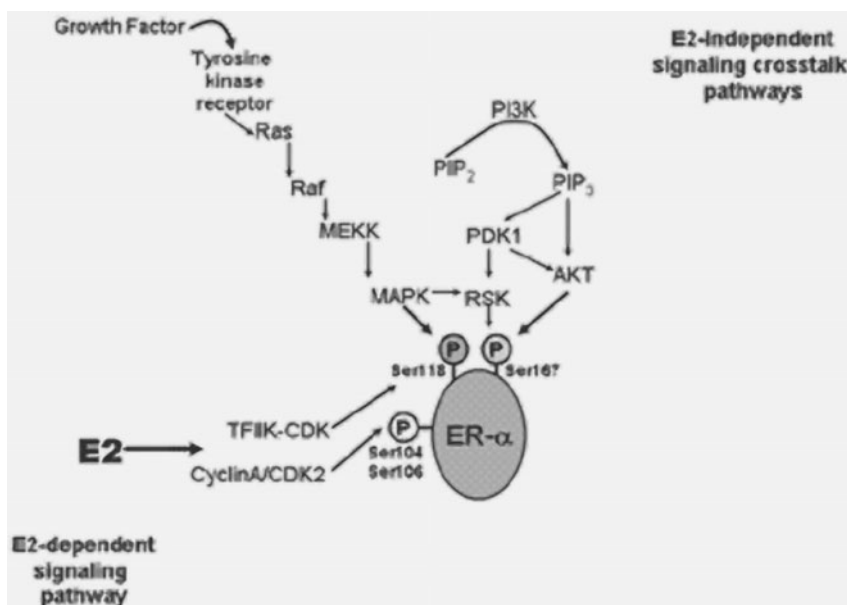 Growth Factor
Tyrosine
kinase
receptor
Ras
Raf
MEKK
MAPK
E2-Independent
signaling crosstalk
pathways
PI3K
PIP2
PIP3
PDK1
AKT
RSK
P
P
Ser118
Ser167
TFIIK-CDK
P
ER-α
E2
CyclinA/CDK2
Ser104
Ser106
E2-dependent
signaling
pathway